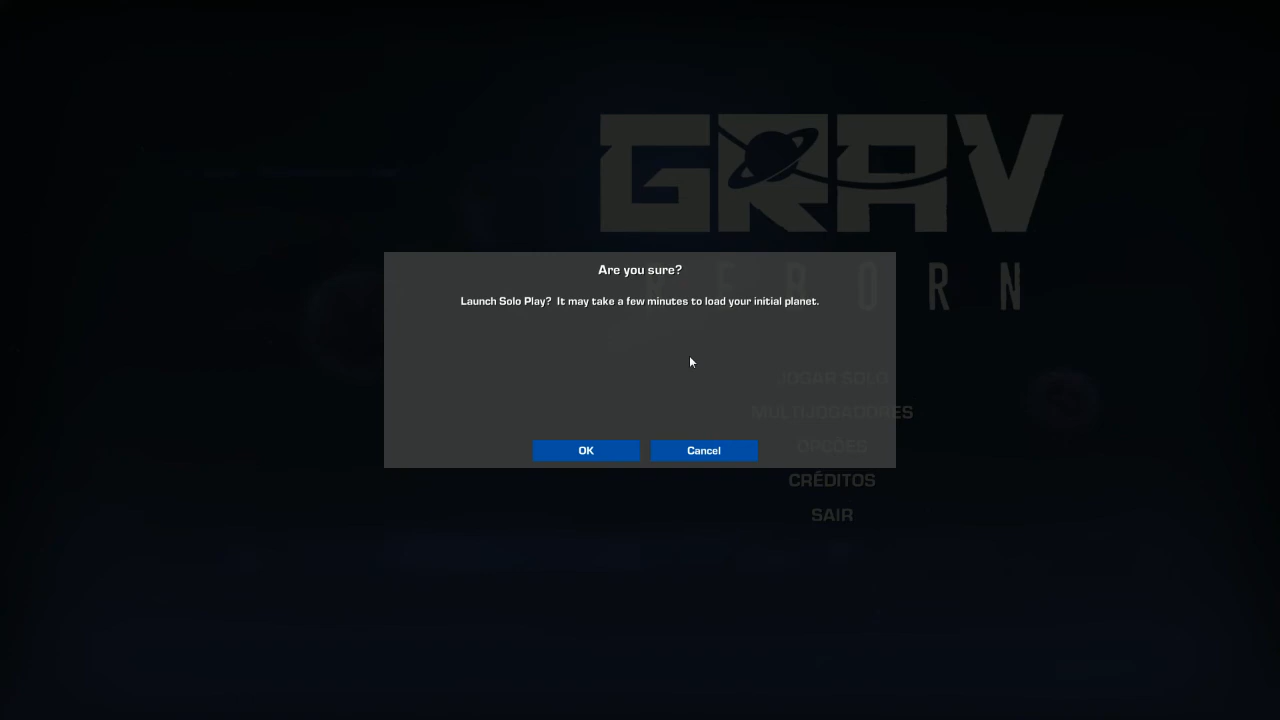 GRAV
REBORN
Are you sure?
Launch Solo Play?  It may take a few minutes to load your initial planet.
JOGAR SOLO
MULTIJOGADORES
OPÇÕES
OK
Cancel
CRÉDITOS
SAIR